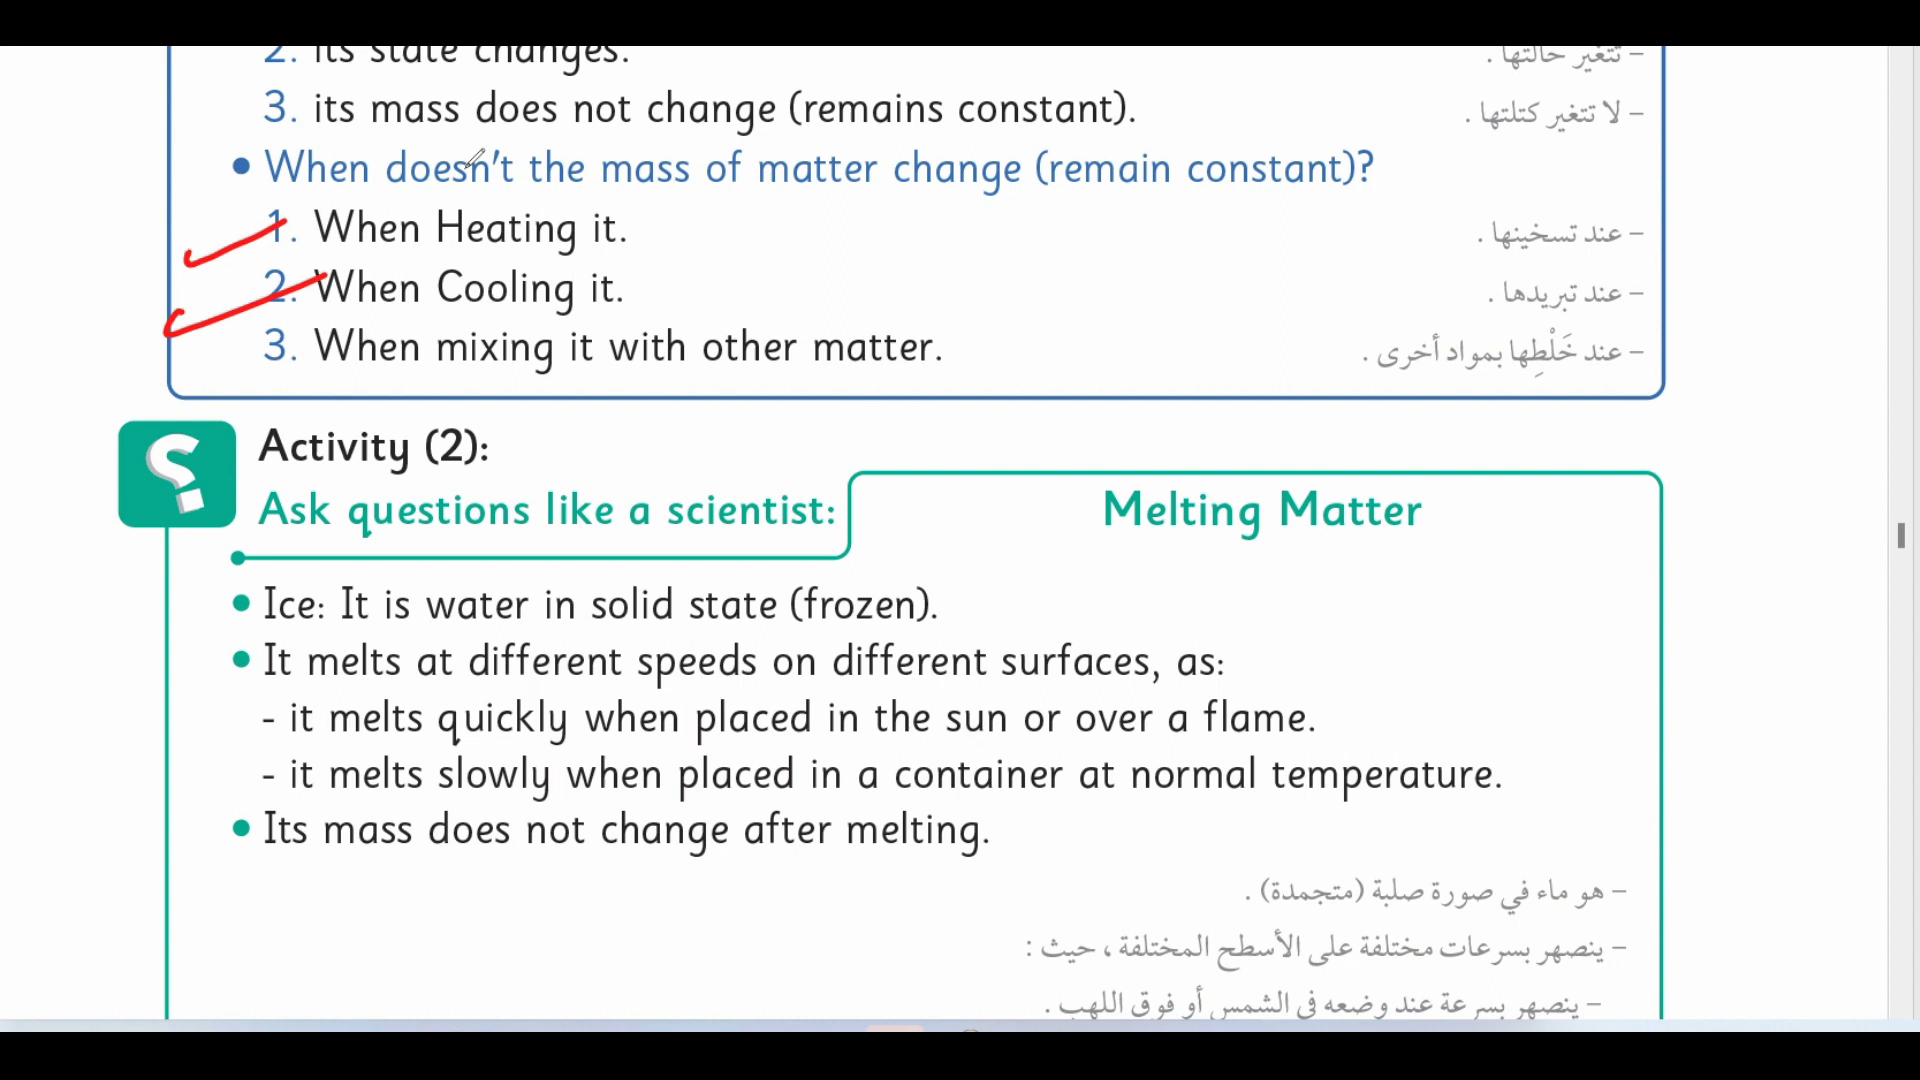 2. its state changes.
– تتغير حالتها .
3. its mass does not change (remains constant).
– لا تتغير كتلتها .
• When doesn't the mass of matter change (remain constant)?
1. When Heating it.
– عند تسخينها .
2. When Cooling it.
– عند تبريدها .
3. When mixing it with other matter.
– عند خَلْطِها بمواد أخرى .
?
Activity (2):
Ask questions like a scientist:
Melting Matter
• Ice: It is water in solid state (frozen).
• It melts at different speeds on different surfaces, as:
- it melts quickly when placed in the sun or over a flame.
- it melts slowly when placed in a container at normal temperature.
• Its mass does not change after melting.
– هو ماء في صورة صلبة (متجمدة) .
– ينصهر بسرعات مختلفة على الأسطح المختلفة ، حيث :
– ينصهر بسرعة عند وضعه في الشمس أو فوق اللهب .